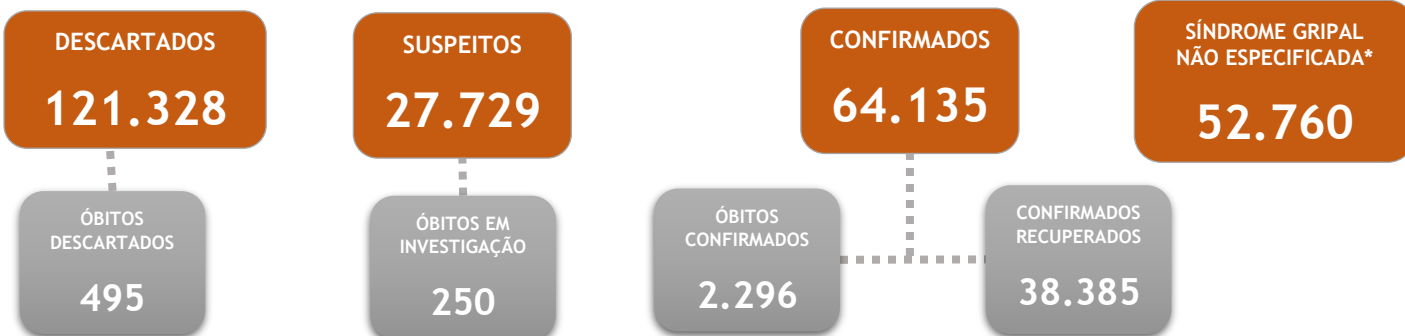 DESCARTADOS
121.328
SUSPEITOS
27.729
CONFIRMADOS
64.135
SÍNDROME GRIPAL
NÃO ESPECIFICADA*
52.760
ÓBITOS
DESCARTADOS
495
ÓBITOS EM
INVESTIGAÇÃO
250
ÓBITOS
CONFIRMADOS
2.296
CONFIRMADOS
RECUPERADOS
38.385